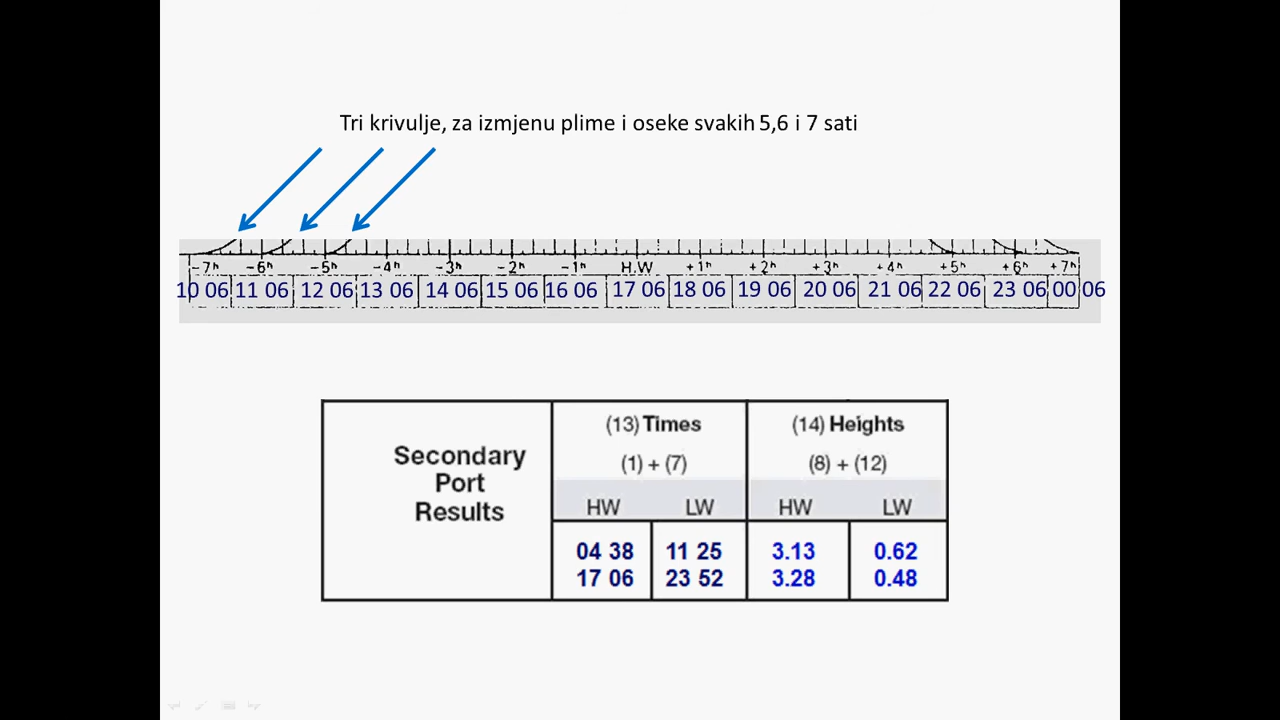 Tri krivulje, za izmjenu plime i oseke svakih 5,6 i 7 sati
-7h -6h -5h -4h -3h -2h -1h H.W +1h +2h +3h +4h +5h +6h +7h
10 06 11 06 12 06 13 06 14 06 15 06 16 06 17 06 18 06 19 06 20 06 21 06 22 06 23 06 00 06
(13) Times (14) Heights
Secondary
Port
Results
(1) + (7) (8) + (12)
HW LW HW LW
04 38 11 25 3.13 0.62
17 06 23 52 3.28 0.48